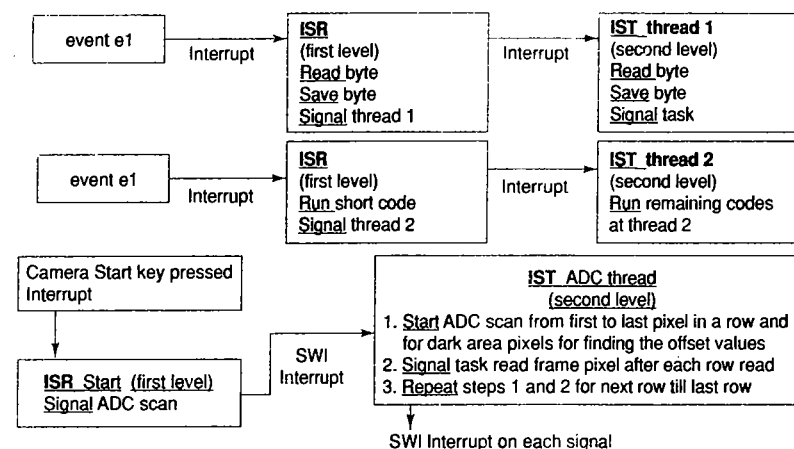 event e1
Interrupt
ISR
(first level)
Read byte
Save byte
Signal thread 1
Interrupt
IST thread 1
(second level)
Read byte
Save byte
Signal task
event e1
Interrupt
ISR
(first level)
Run short code
Signal thread 2
Interrupt
IST thread 2
(second level)
Run remaining codes
at thread 2
Camera Start key pressed
Interrupt
ISR Start (first level)
Signal ADC scan
SWI
Interrupt
IST ADC thread
(second level)
1. Start ADC scan from first to last pixel in a row and
for dark area pixels for finding the offset values
2. Signal task read frame pixel after each row read
3. Repeat steps 1 and 2 for next row till last row
SWI Interrupt on each signal